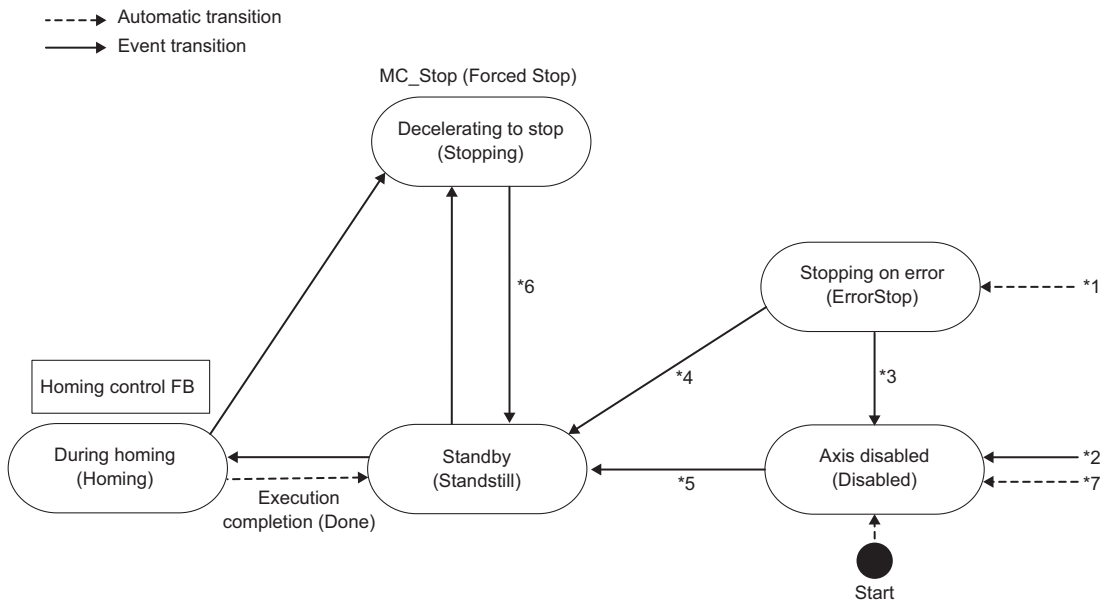 Automatic transition
Event transition
MC_Stop (Forced Stop)
Decelerating to stop
(Stopping)
Stopping on error
(ErrorStop)
*1
*6
*4
*3
Homing control FB
During homing
(Homing)
Standby
(Standstill)
Axis disabled
(Disabled)
*2
*7
*5
Execution
completion (Done)
Start